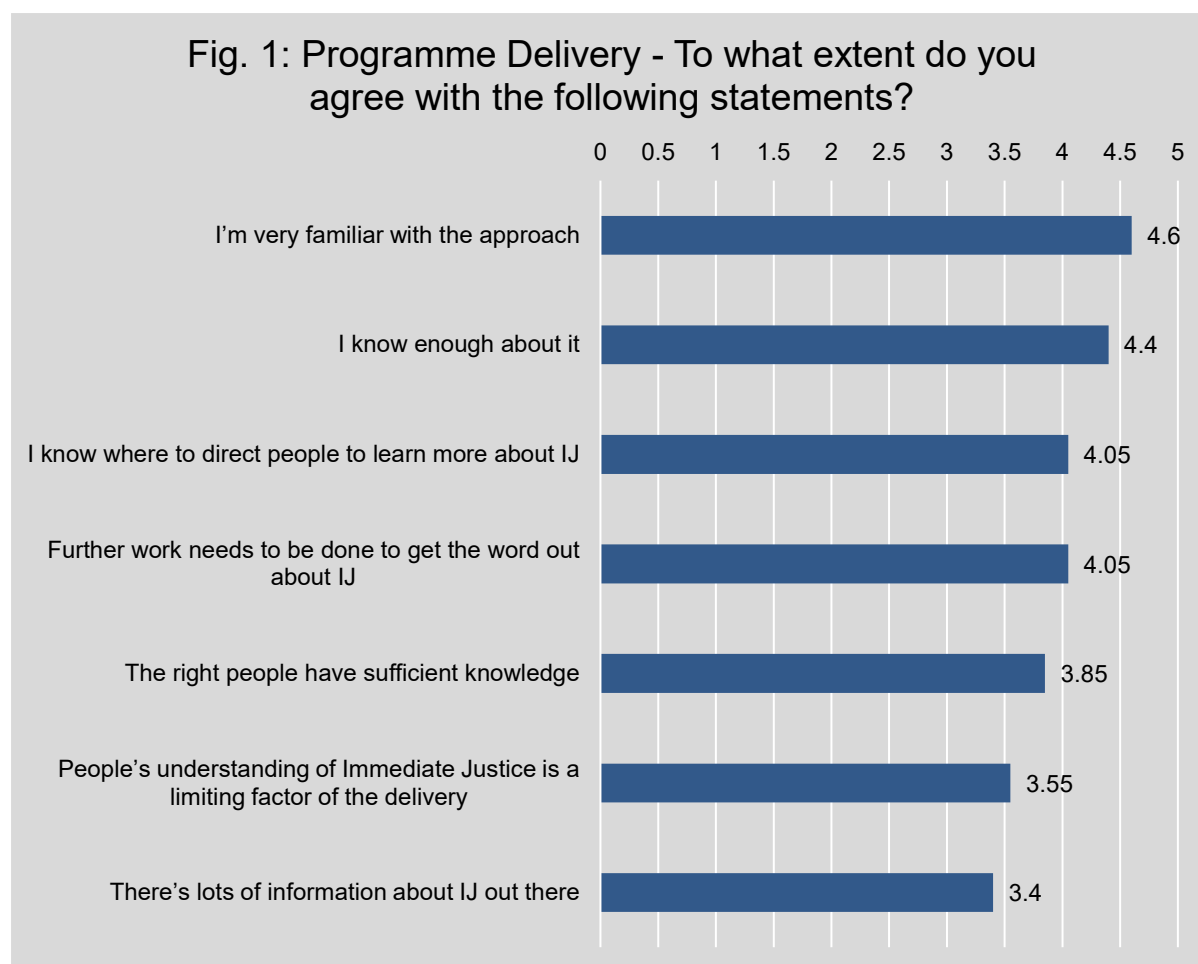 Fig. 1: Programme Delivery - To what extent do you
agree with the following statements?
0 0.5 1 1.5 2 2.5 3 3.5 4 4.5 5
I’m very familiar with the approach 4.6
I know enough about it 4.4
I know where to direct people to learn more about IJ 4.05
Further work needs to be done to get the word out
about IJ 4.05
The right people have sufficient knowledge 3.85
People’s understanding of Immediate Justice is a
limiting factor of the delivery 3.55
There’s lots of information about IJ out there 3.4